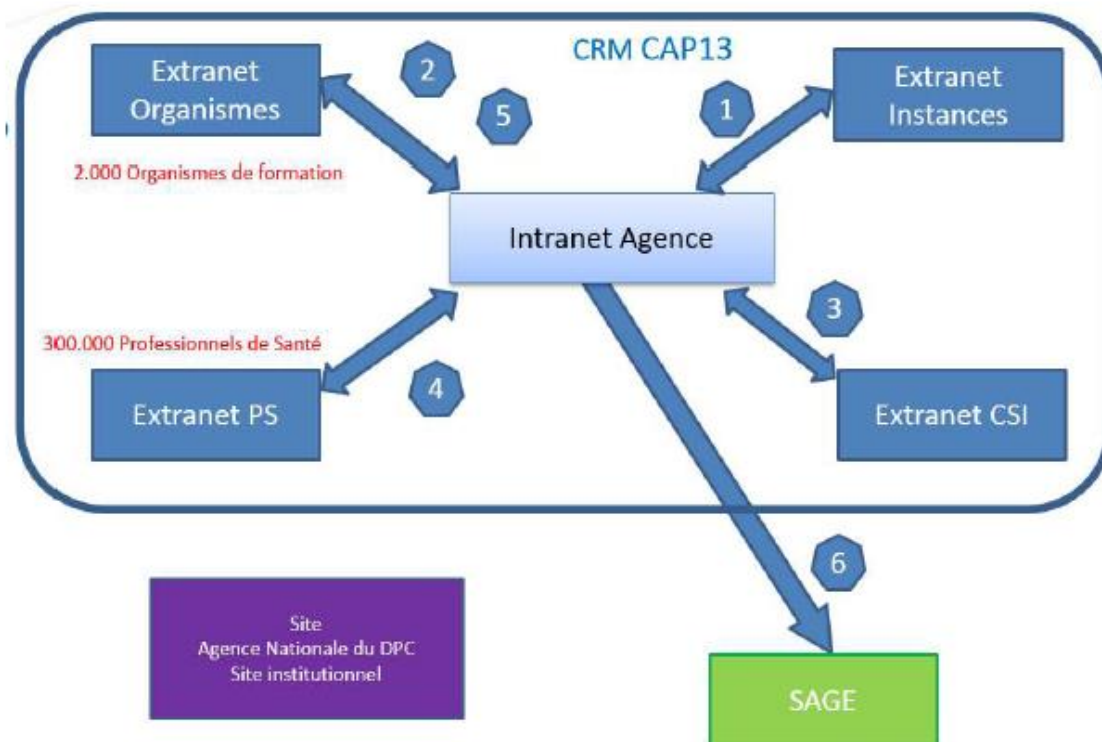 CRM CAP13
Extranet
Organismes
2
5
1
Extranet
Instances
2.000 Organismes de formation
Intranet Agence
300.000 Professionnels de Santé
3
4
Extranet PS
Extranet CSI
6
Site
Agence Nationale du DPC
Site institutionnel
SAGE